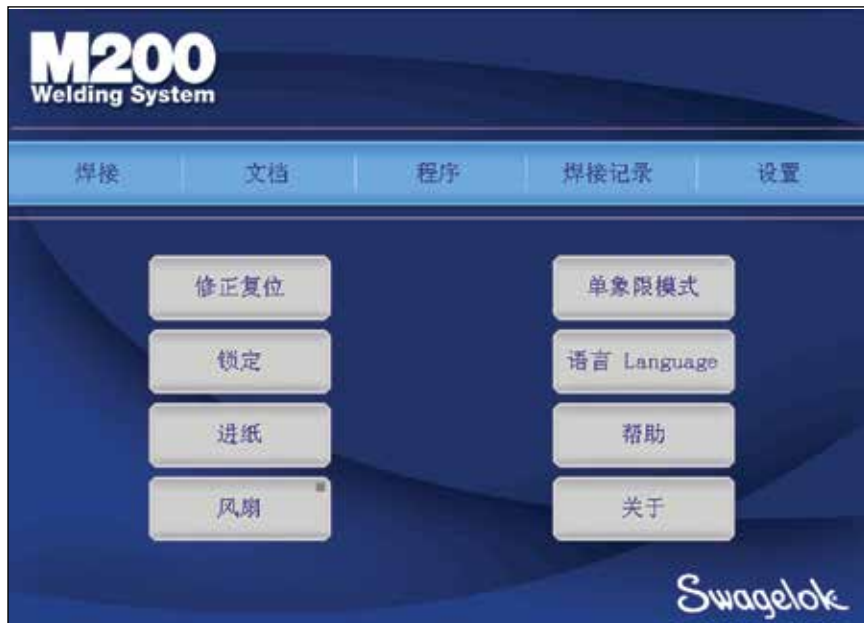 M200
Welding System
焊接 文档 程序 焊接记录 设置
修正复位 单象限模式
锁定 语言 Language
进纸 帮助
风扇 关于
Swagelok